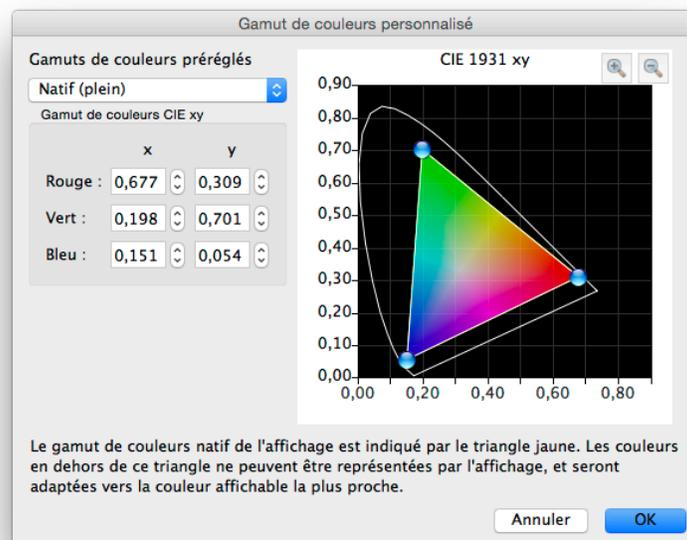 Gamut de couleurs personnalisé
Gamuts de couleurs préréglés
Natif (plein)
Gamut de couleurs CIE xy
x y
Rouge : 0,677 0,309
Vert : 0,198 0,701
Bleu : 0,151 0,054
CIE 1931 xy
0,90
0,80
0,70
0,60
0,50
0,40
0,30
0,20
0,10
0,00
0,00 0,20 0,40 0,60 0,80
Le gamut de couleurs natif de l'affichage est indiqué par le triangle jaune. Les couleurs
en dehors de ce triangle ne peuvent être représentées par l'affichage, et seront
adaptées vers la couleur affichable la plus proche.
Annuler OK